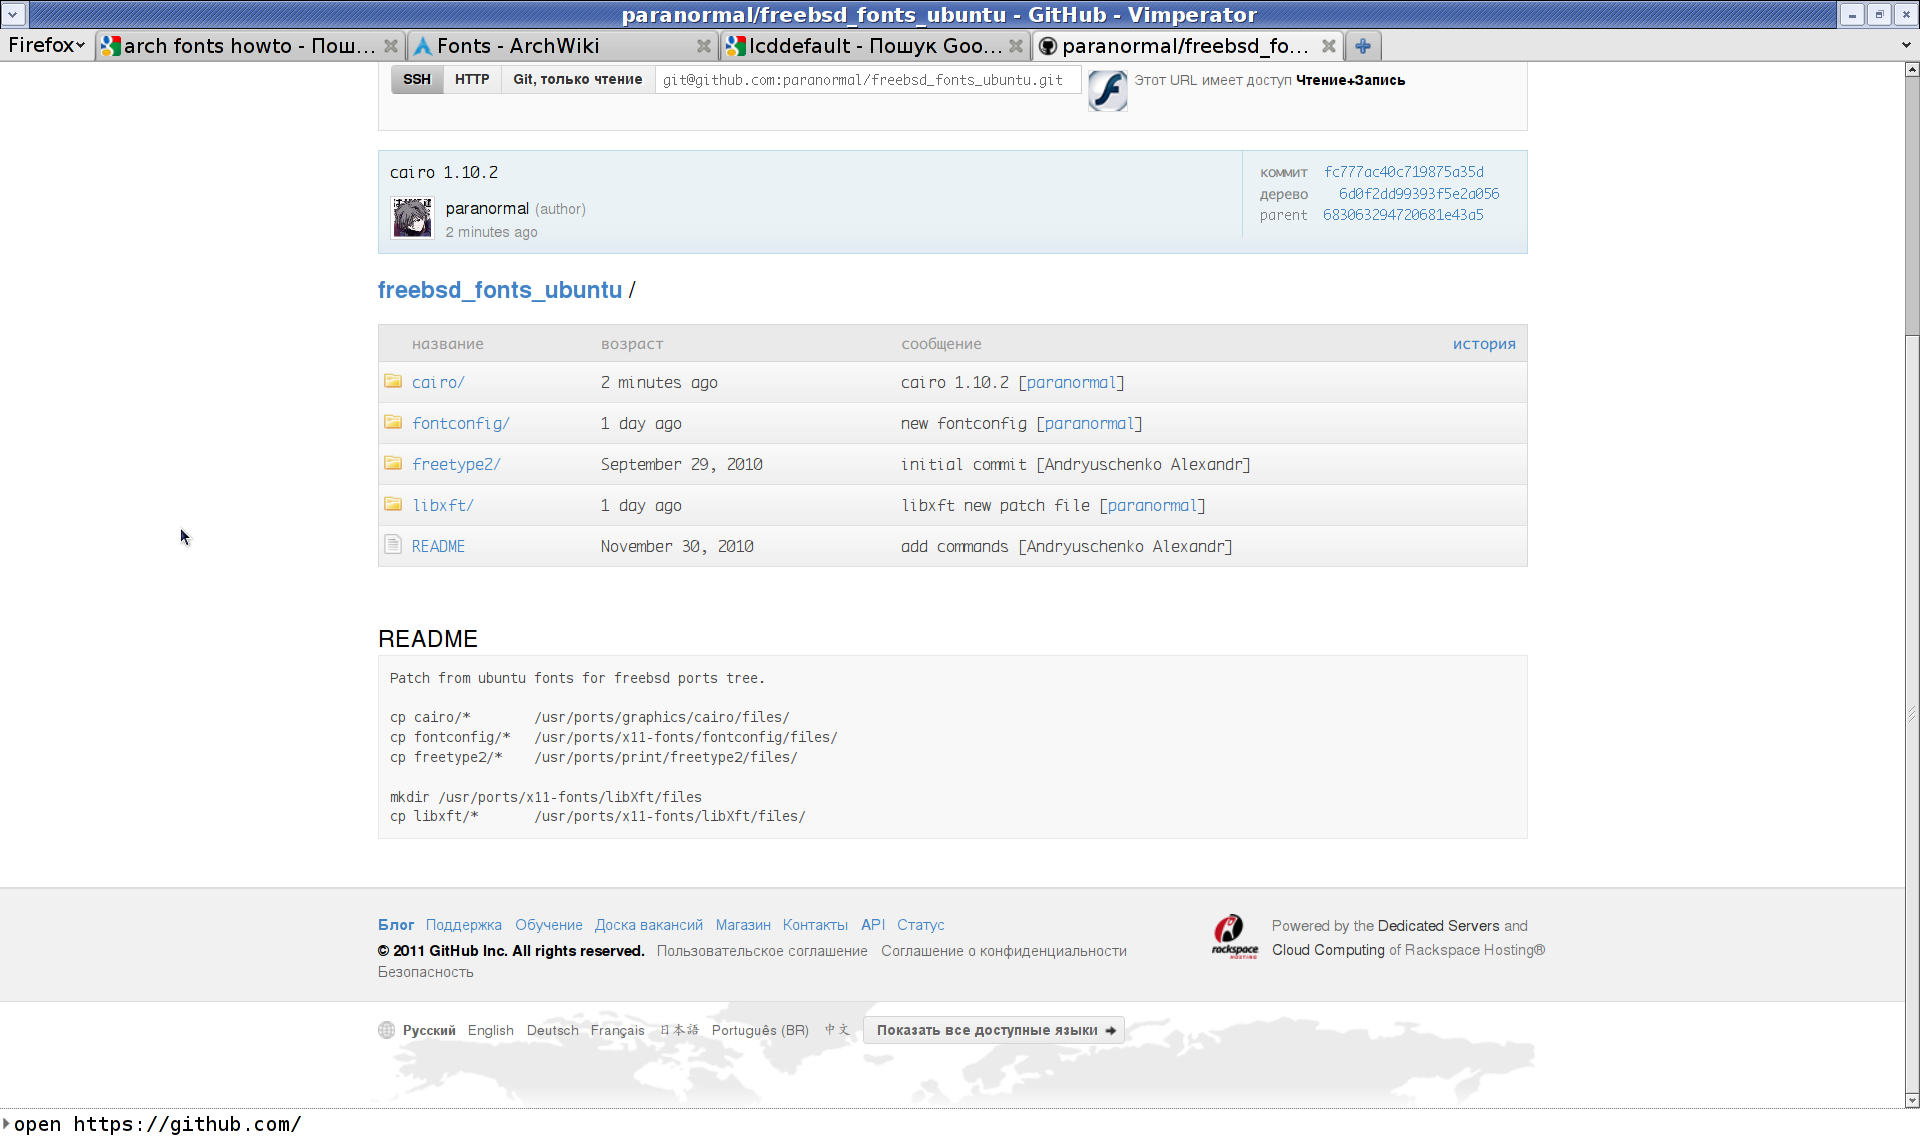 paranormal/freebsd_fonts_ubuntu - GitHub - Vimperator
Firefox arch fonts howto - Пош... Fonts - ArchWiki lcddefault - Пошук Goo... paranormal/freebsd_fo...
SSH HTTP Git, только чтение git@github.com:paranormal/freebsd_fonts_ubuntu.git Этот URL имеет доступ Чтение+Запись
cairo 1.10.2
paranormal (author)
2 minutes ago
коммит fc777ac40c719875a35d
дерево 6d0f2dd99393f5e2a056
parent 683063294720681e43a5
freebsd_fonts_ubuntu /
название возраст сообщение история
cairo/ 2 minutes ago cairo 1.10.2 [paranormal]
fontconfig/ 1 day ago new fontconfig [paranormal]
freetype2/ September 29, 2010 initial commit [Andryuschenko Alexandr]
libxft/ 1 day ago libxft new patch file [paranormal]
README November 30, 2010 add commands [Andryuschenko Alexandr]
README
Patch from ubuntu fonts for freebsd ports tree.
cp cairo/* /usr/ports/graphics/cairo/files/
cp fontconfig/* /usr/ports/x11-fonts/fontconfig/files/
cp freetype2/* /usr/ports/print/freetype2/files/
mkdir /usr/ports/x11-fonts/libXft/files
cp libxft/* /usr/ports/x11-fonts/libXft/files/
Блог Поддержка Обучение Доска вакансий Магазин Контакты API Статус
© 2011 GitHub Inc. All rights reserved. Пользовательское соглашение Соглашение о конфиденциальности
Безопасность
rackspace
HOSTING
Powered by the Dedicated Servers and
Cloud Computing of Rackspace Hosting®
Русский English Deutsch Français 日本語 Português (BR) 中文 Показать все доступные языки
open https://github.com/